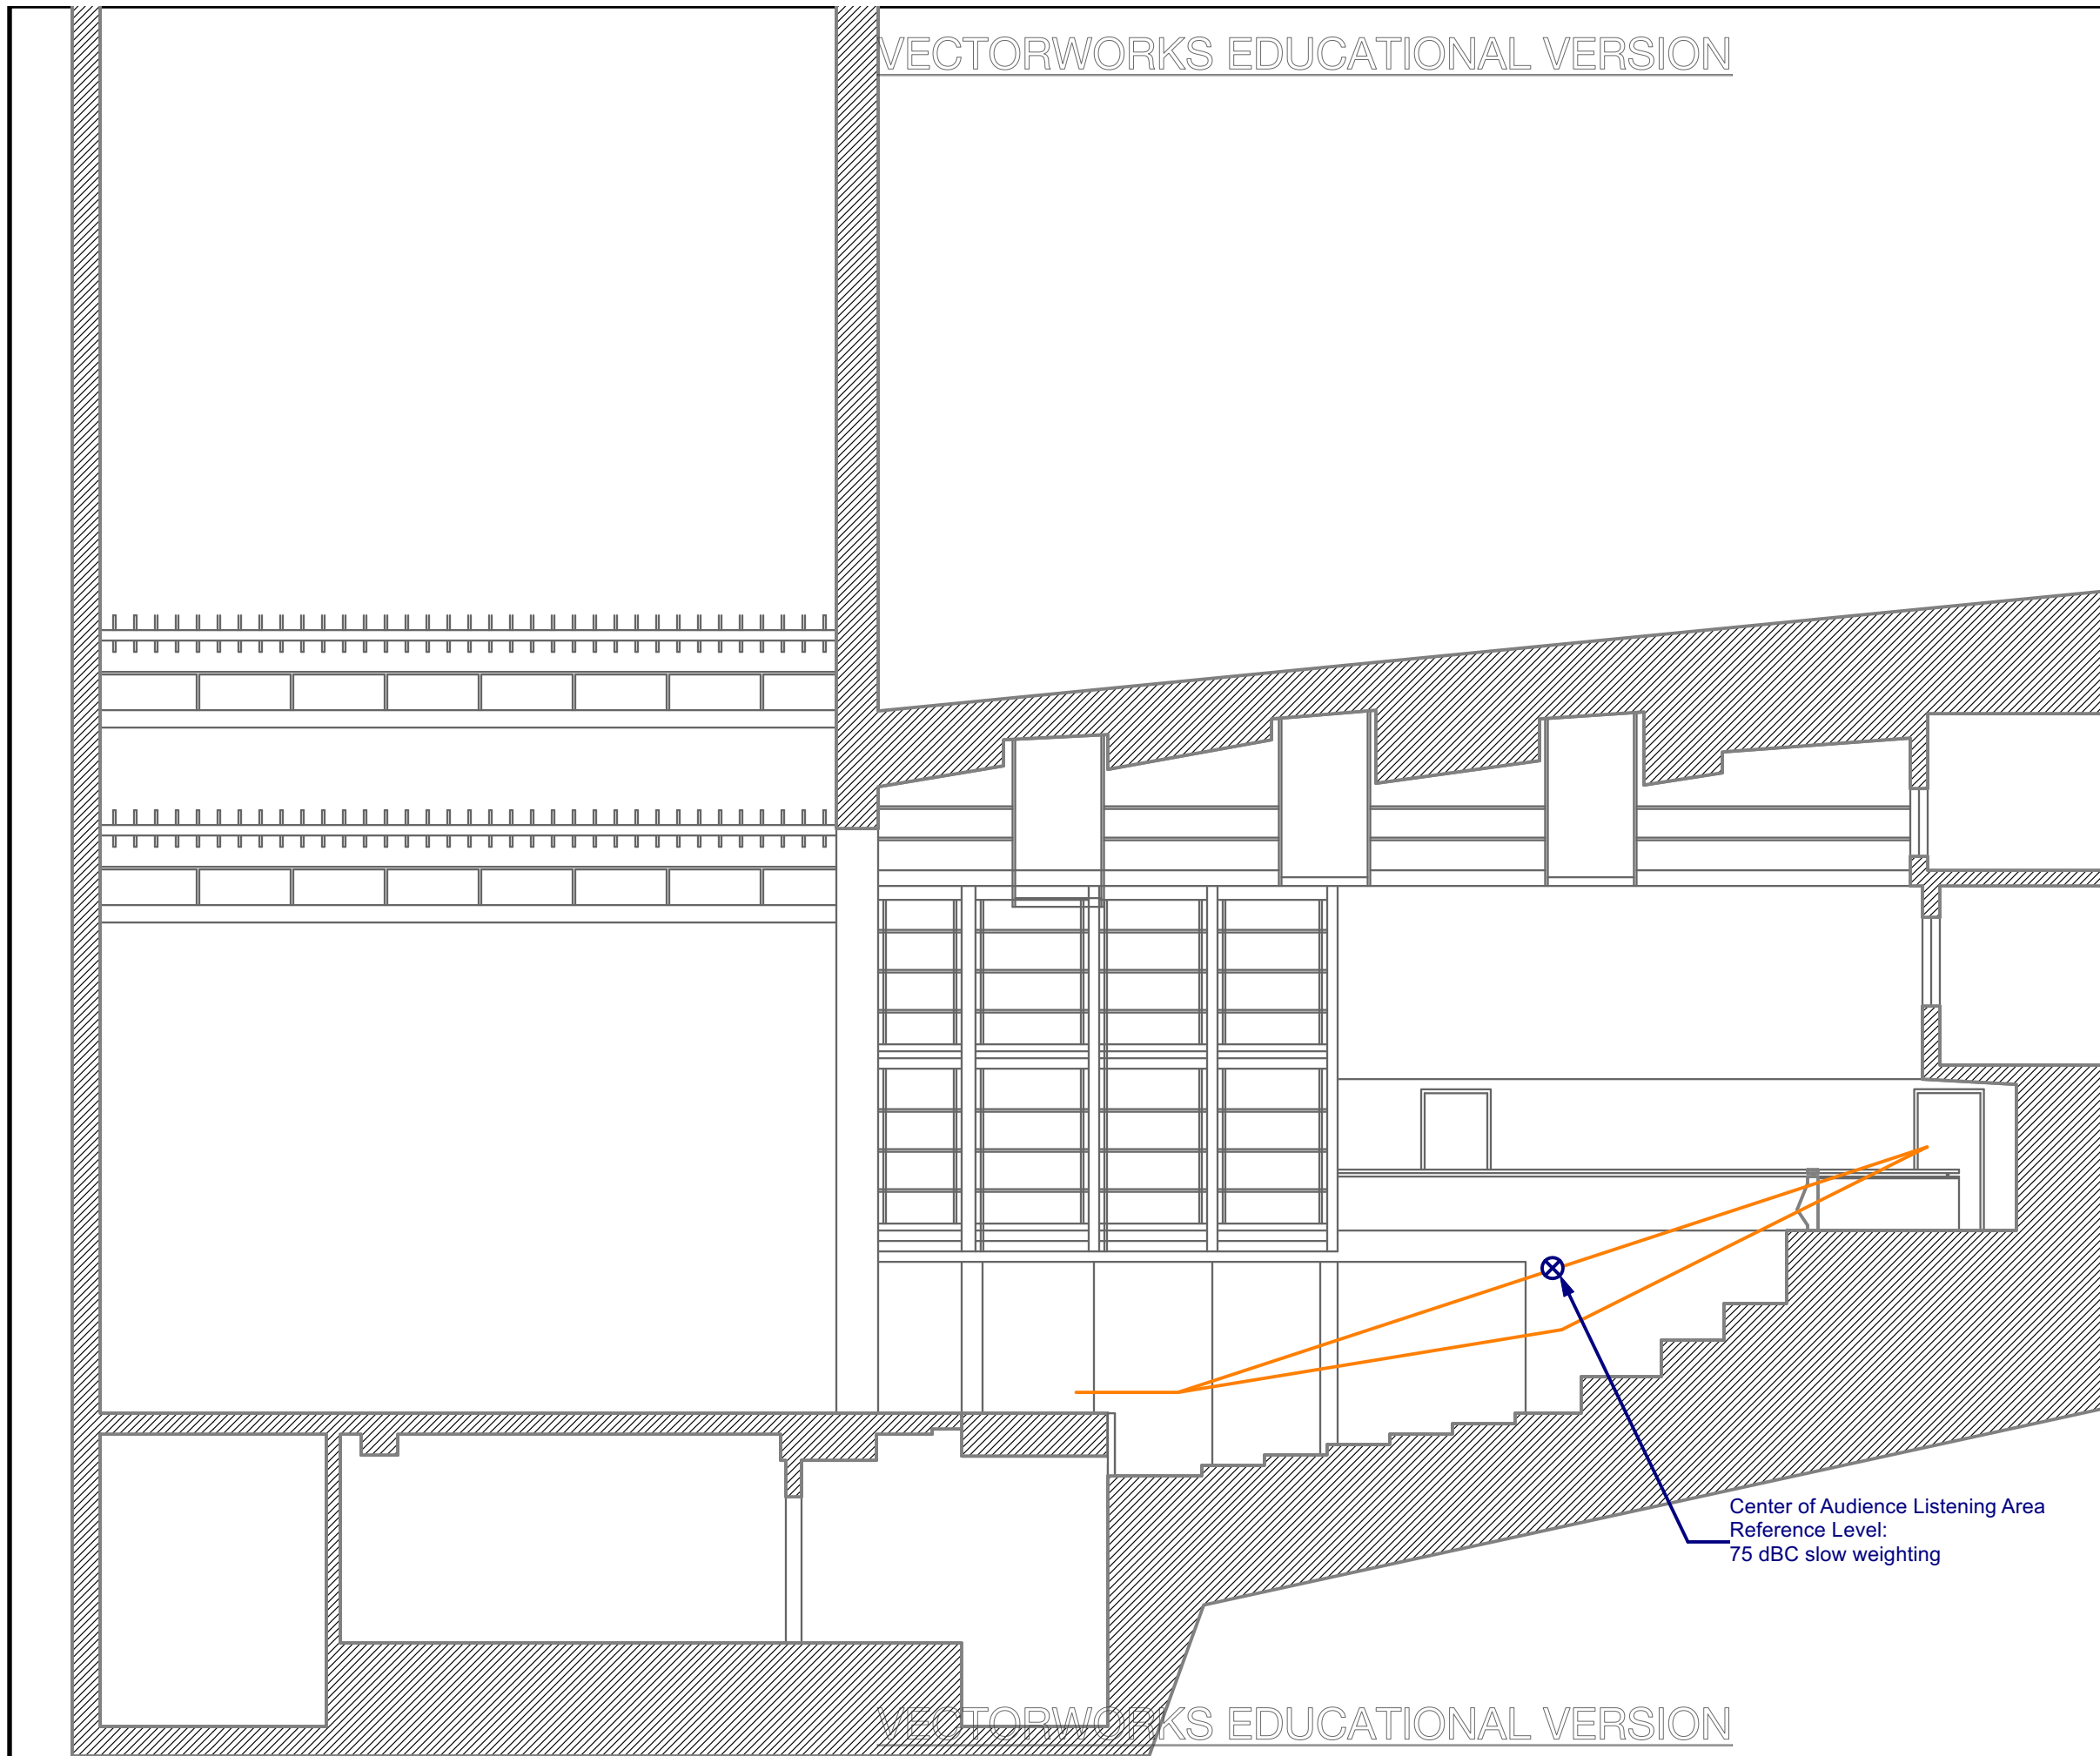 VECTORWORKS EDUCATIONAL VERSION
Center of Audience Listening Area
Reference Level:
75 dBC slow weighting
VECTORWORKS EDUCATIONAL VERSION